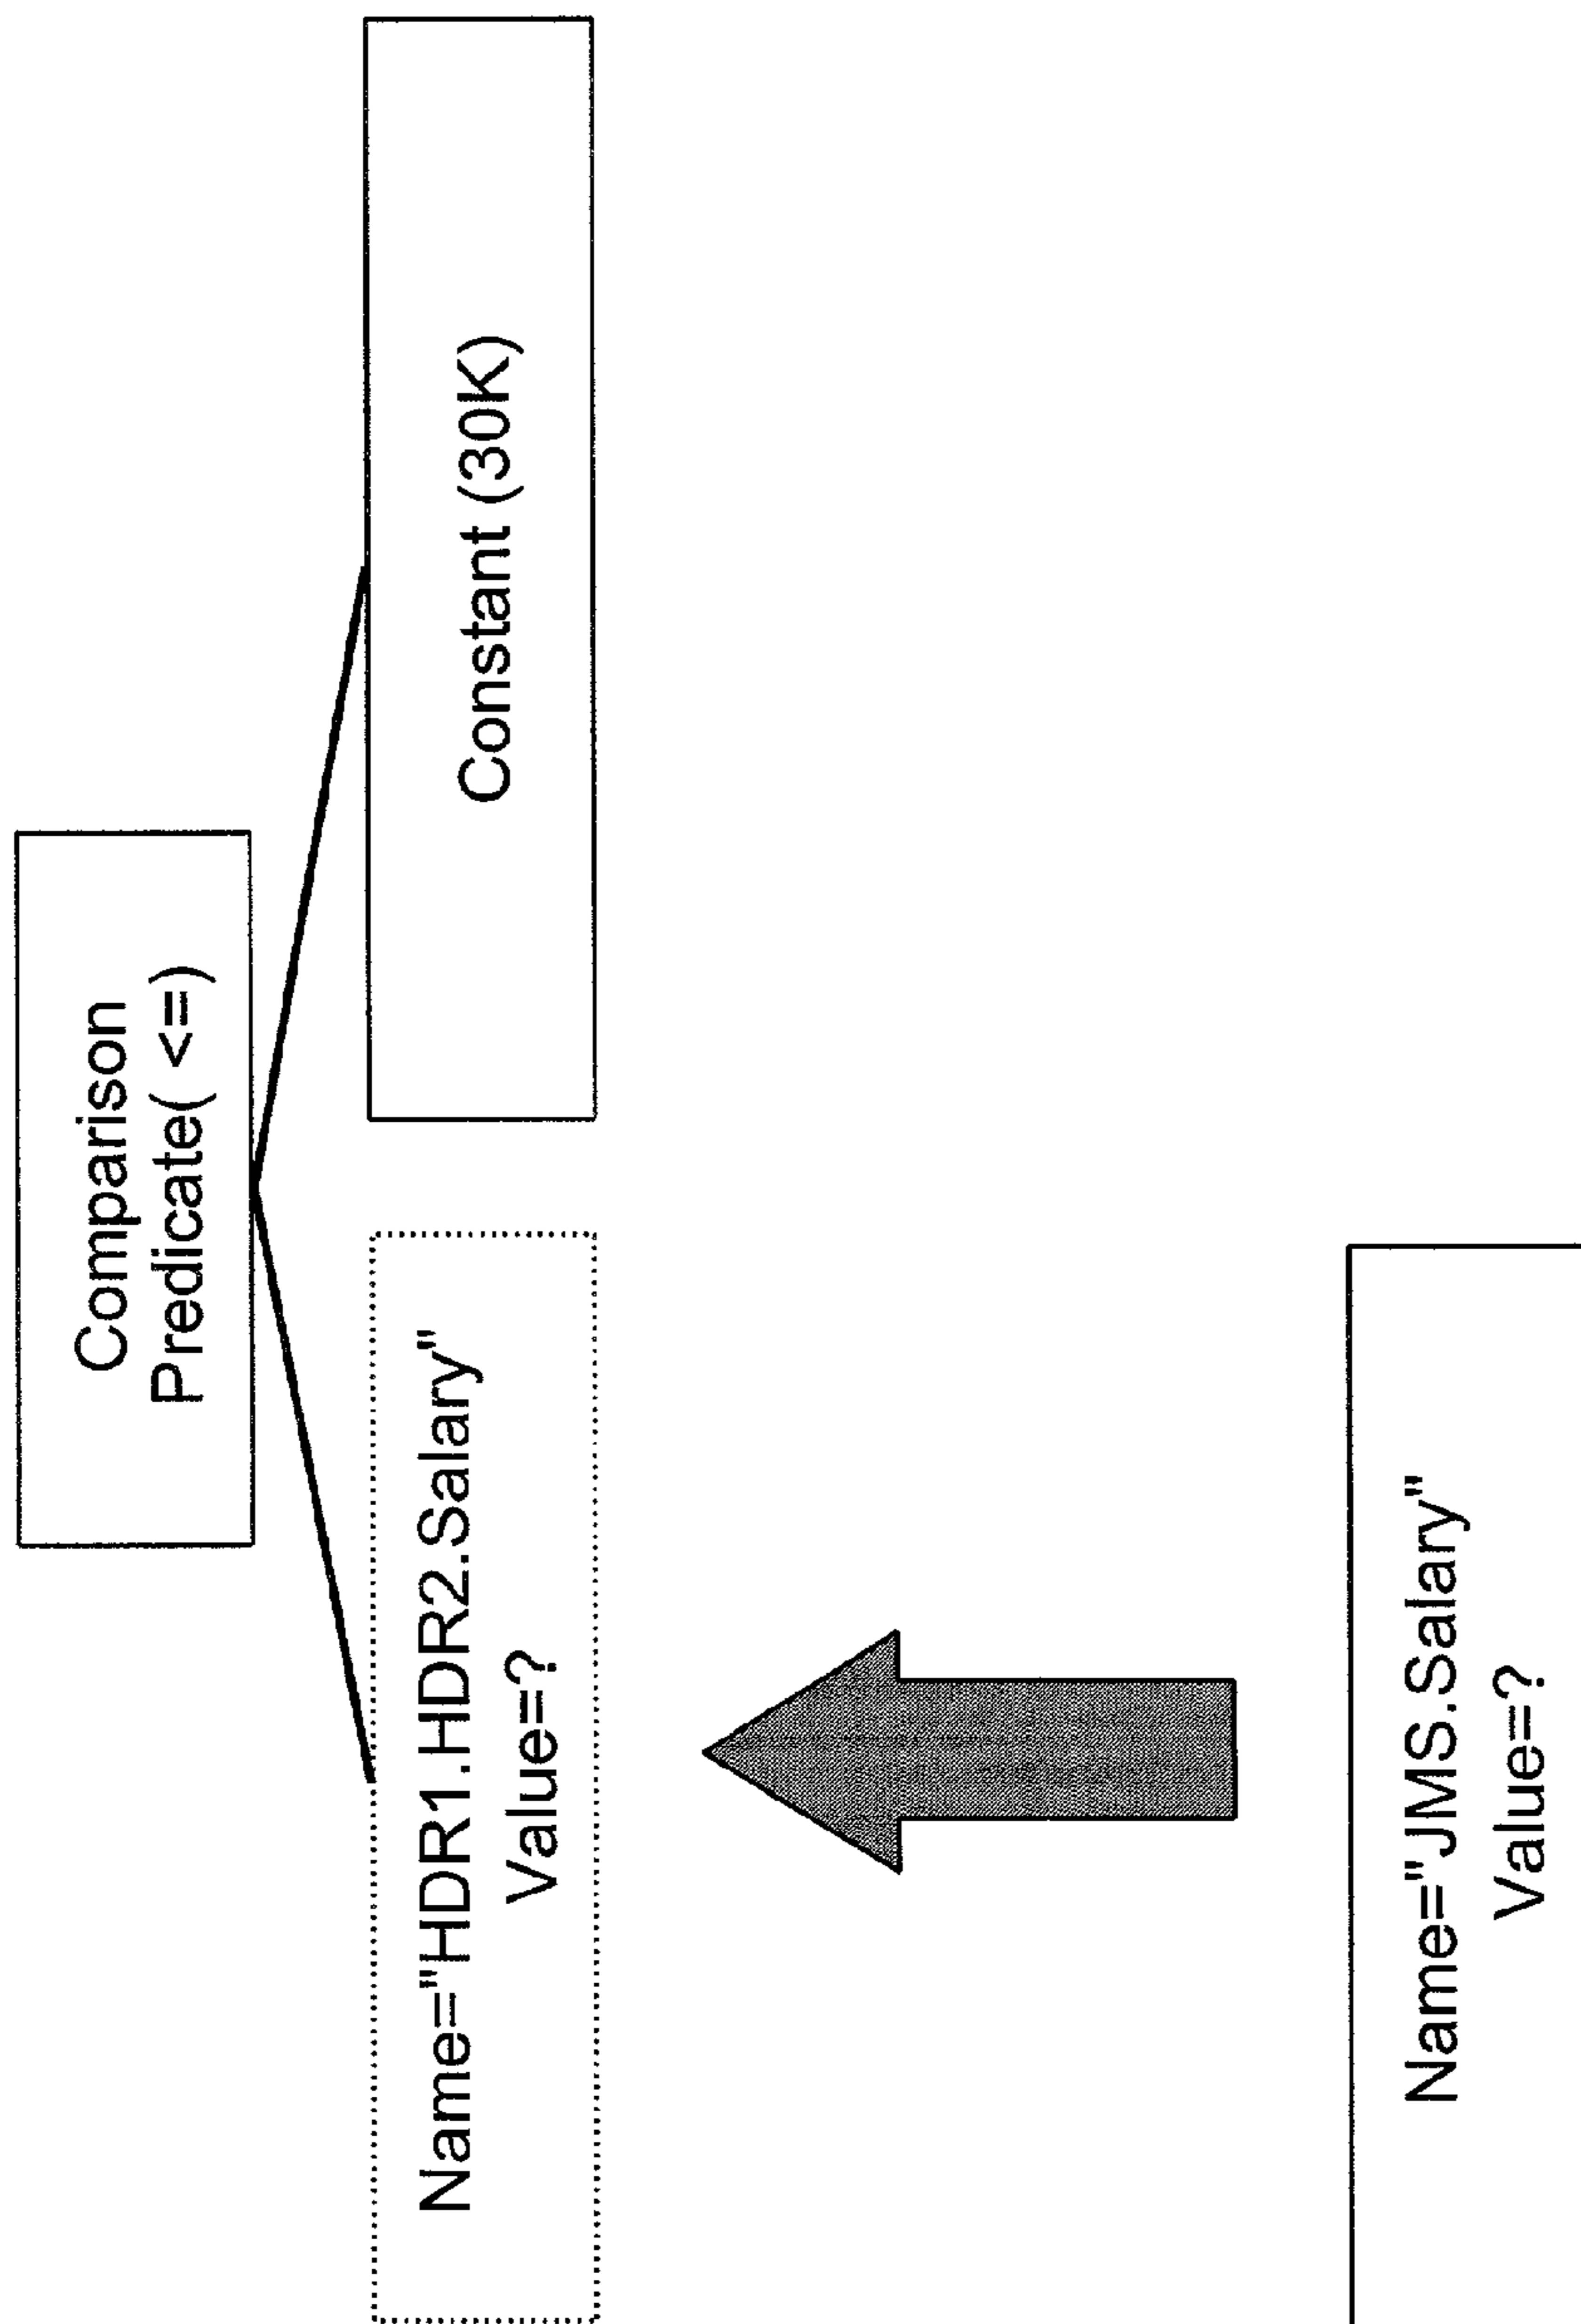 Comparison
Predicate( <=)
Name="HDR1.HDR2.Salary"
Value=?
Constant (30K)
Name="JMS.Salary"
Value=?